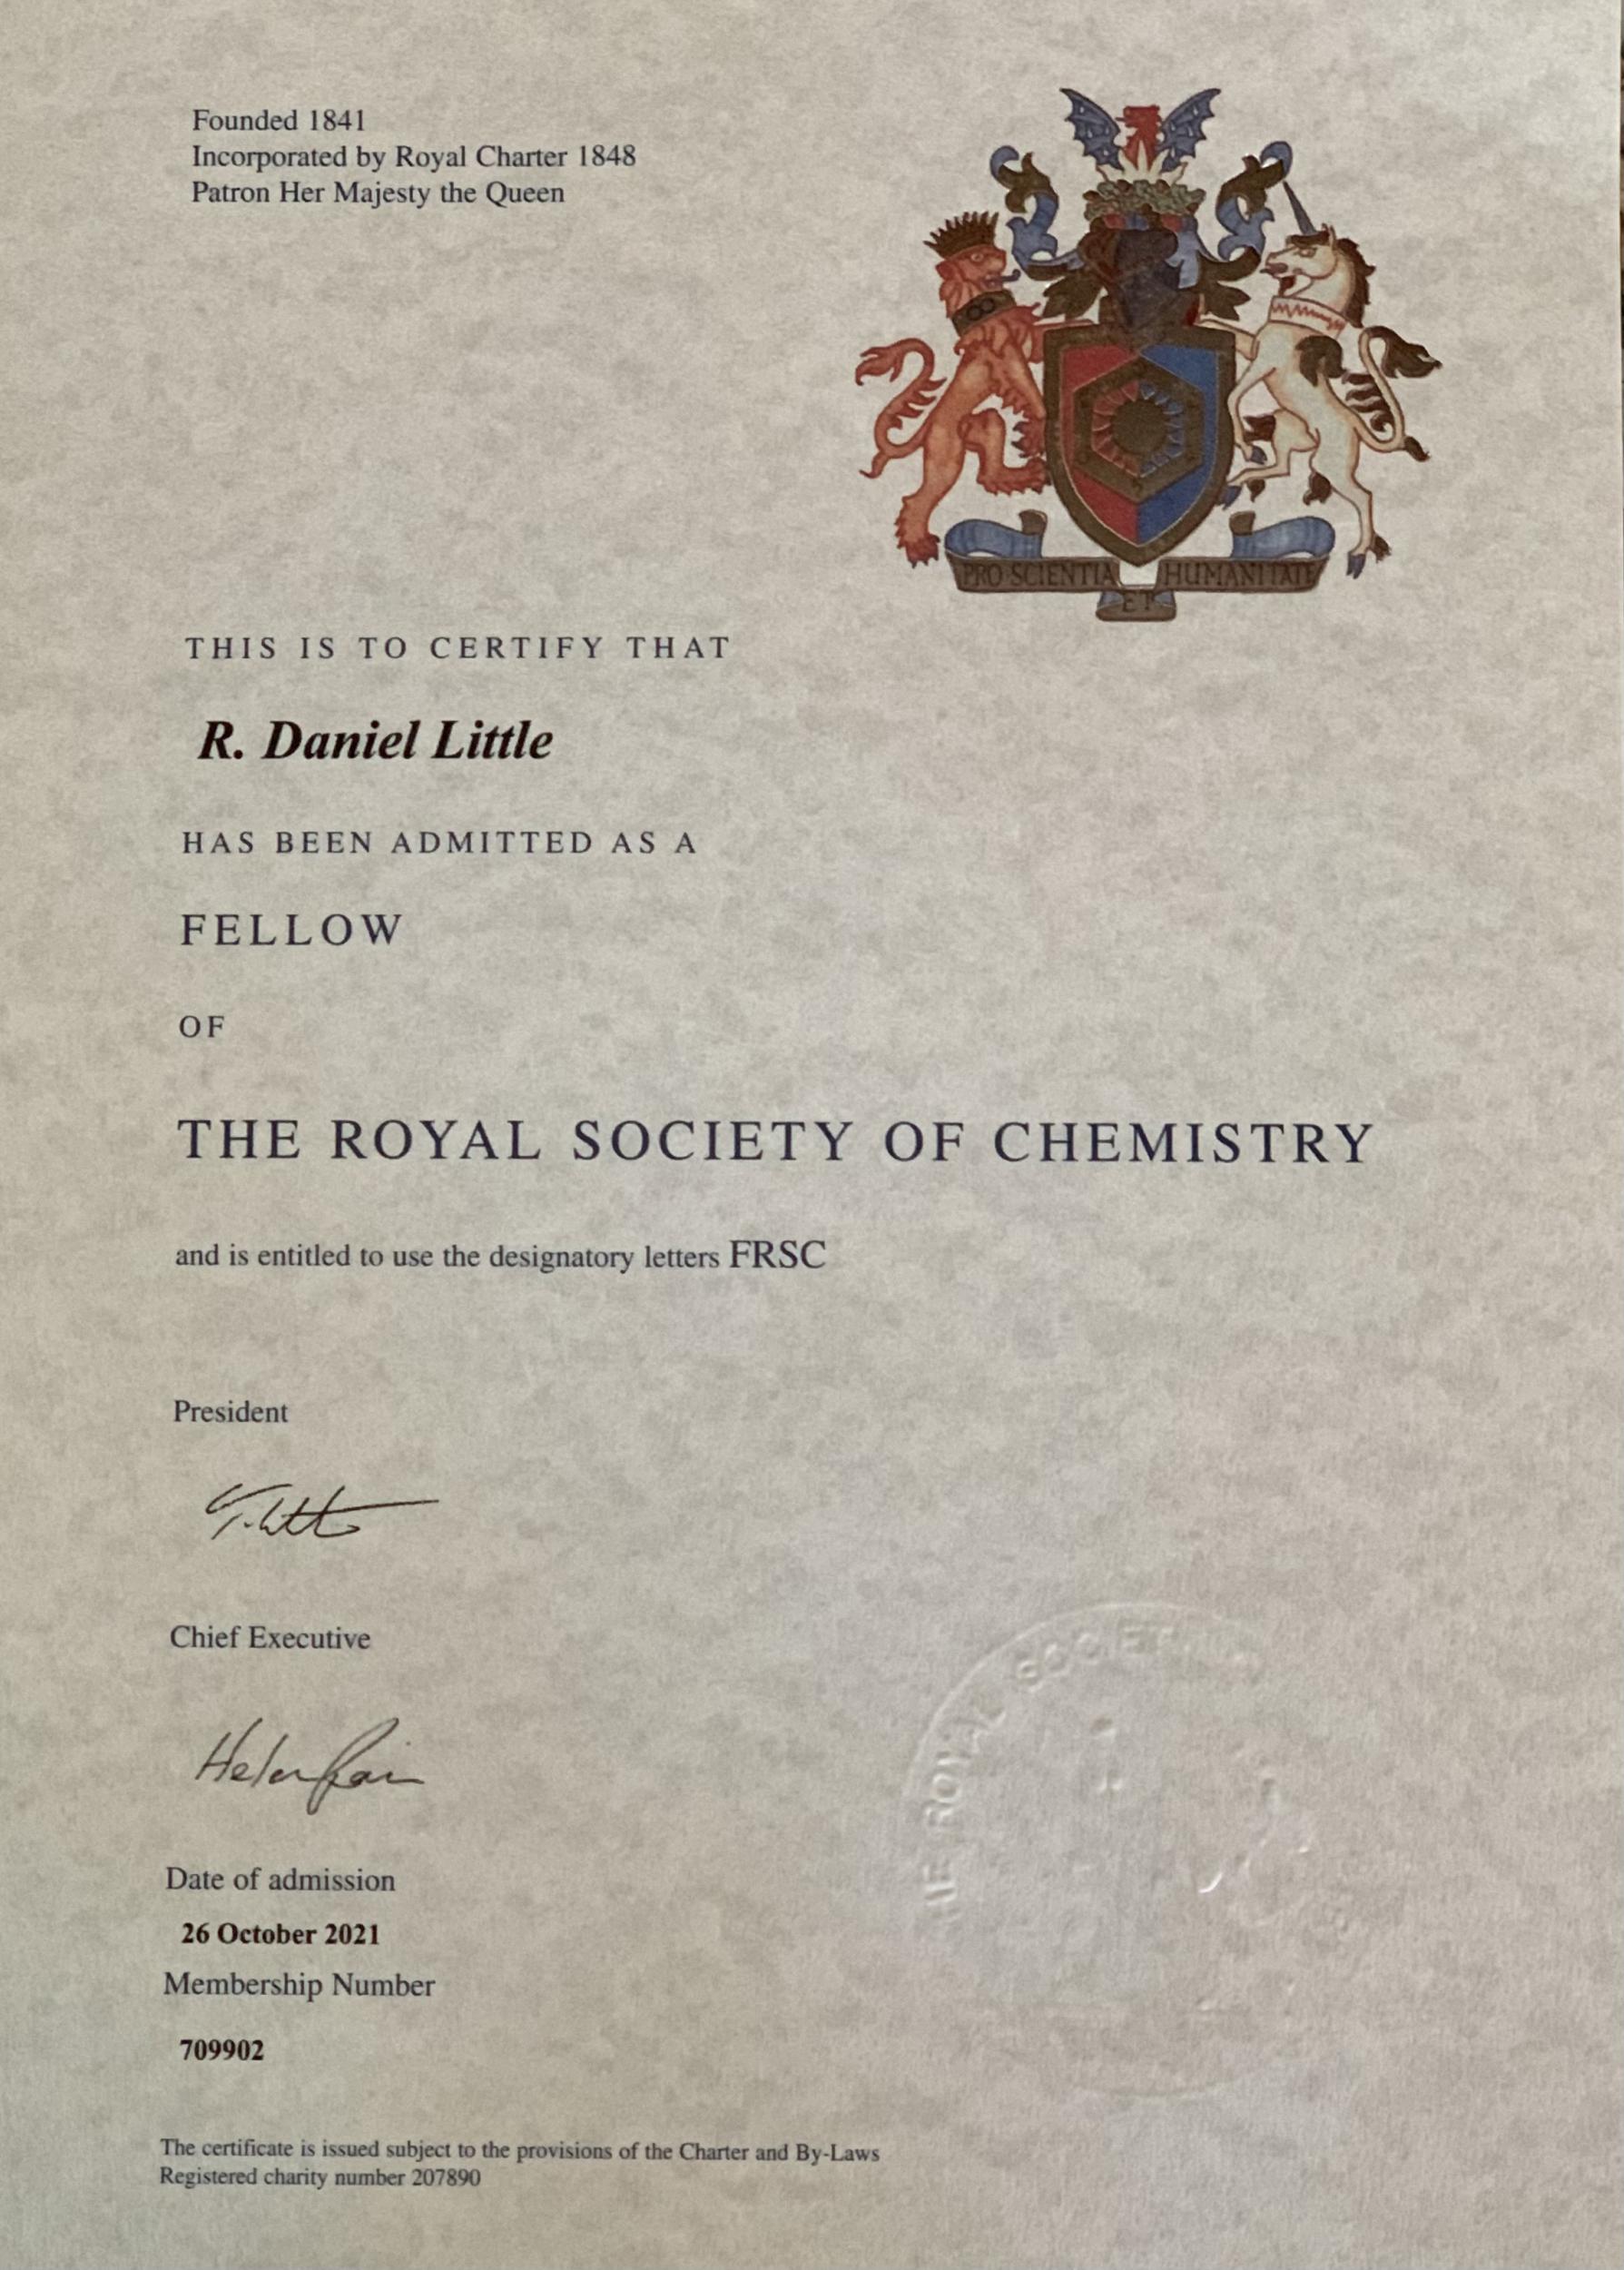 Founded 1841
Incorporated by Royal Charter 1848
Patron Her Majesty the Queen
PRO SCIENTIA HUMANITATE
ET
THIS IS TO CERTIFY THAT
R. Daniel Little
HAS BEEN ADMITTED AS A
FELLOW
OF
THE ROYAL SOCIETY OF CHEMISTRY
and is entitled to use the designatory letters FRSC
President
Chief Executive
Date of admission
26 October 2021
Membership Number
709902
ROYAL SOCIETY
The certificate is issued subject to the provisions of the Charter and By-Laws
Registered charity number 207890